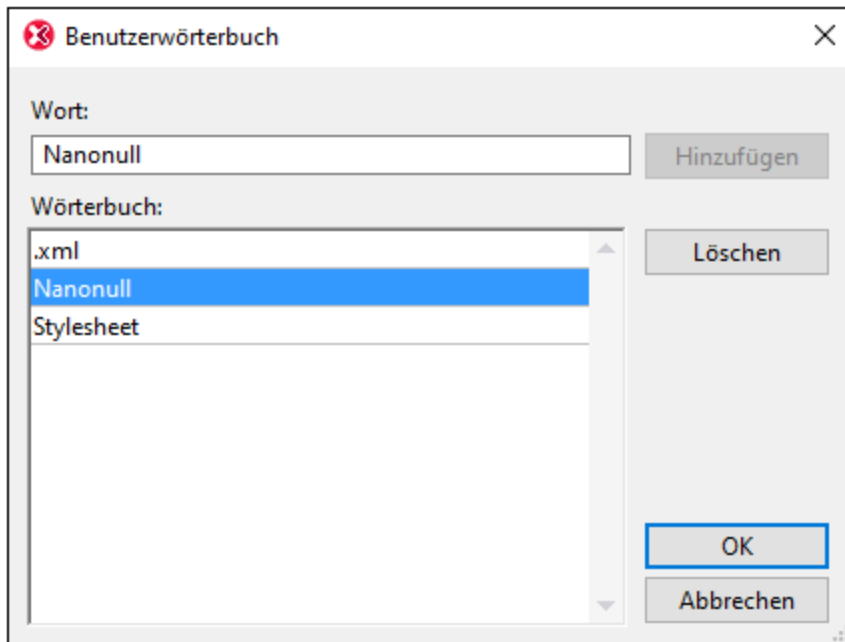 Benutzerwörterbuch
Wort:
Nanonull
Hinzufügen
Wörterbuch:
.xml
Löschen
Nanonull
Stylesheet
OK
Abbrechen